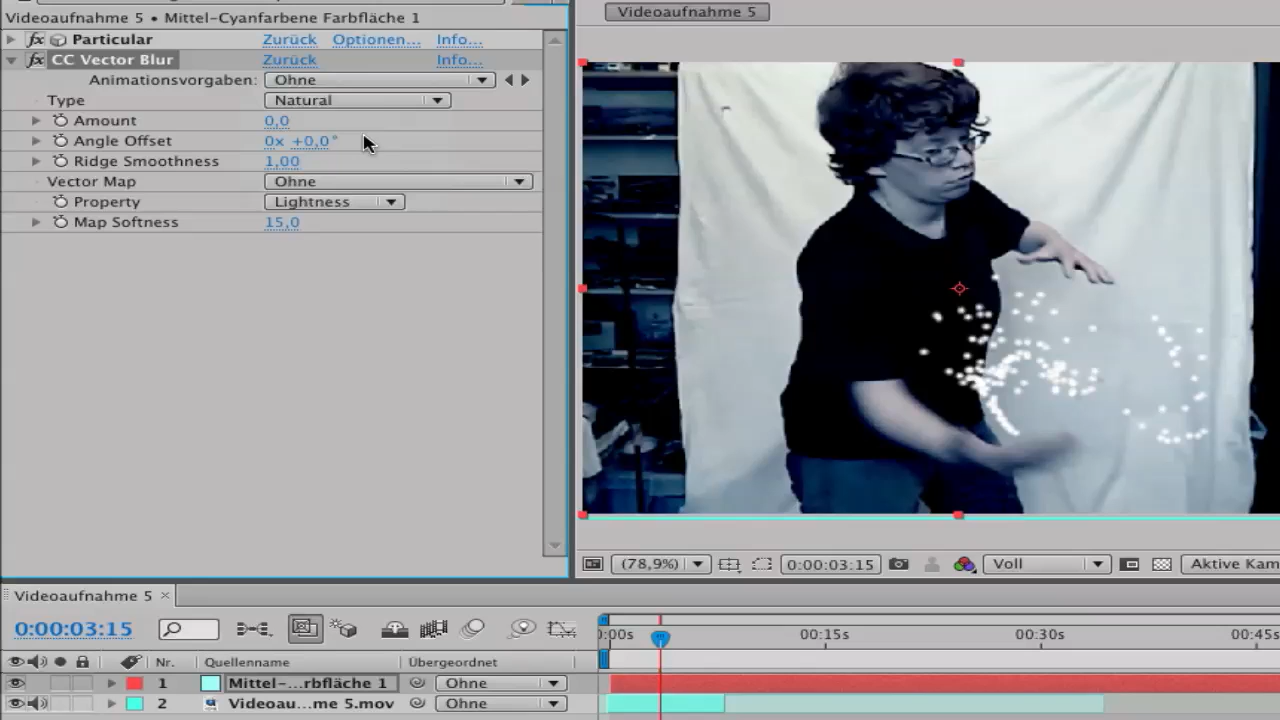 Videoaufnahme 5 • Mittel-Cyanfarbene Farbfläche 1
Videoaufnahme 5
fx Particular Zurück Optionen... Info...
fx CC Vector Blur Zurück Info...
Animationsvorgaben: Ohne
Type Natural
Amount 0,0
Angle Offset 0x +0,0°
Ridge Smoothness 1,00
Vector Map Ohne
Property Lightness
Map Softness 15,0
(78,9%) 0:00:03:15 Voll Aktive Kam
Videoaufnahme 5 ×
0:00:03:15 :00s 00:15s 00:30s 00:45s
Nr. Quellenname Übergeordnet
1 Mittel-...rbfläche 1 Ohne
2 Videoau...me 5.mov Ohne